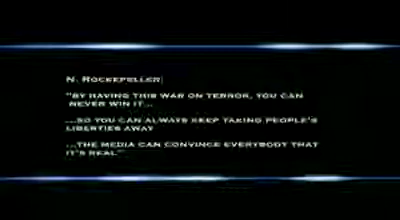 N. ROCKEFELLER
"BY HAVING THIS WAR ON TERROR, YOU CAN
NEVER WIN IT...
...SO YOU CAN ALWAYS KEEP TAKING PEOPLE'S
LIBERTIES AWAY
...THE MEDIA CAN CONVINCE EVERYBODY THAT
IT'S REAL"